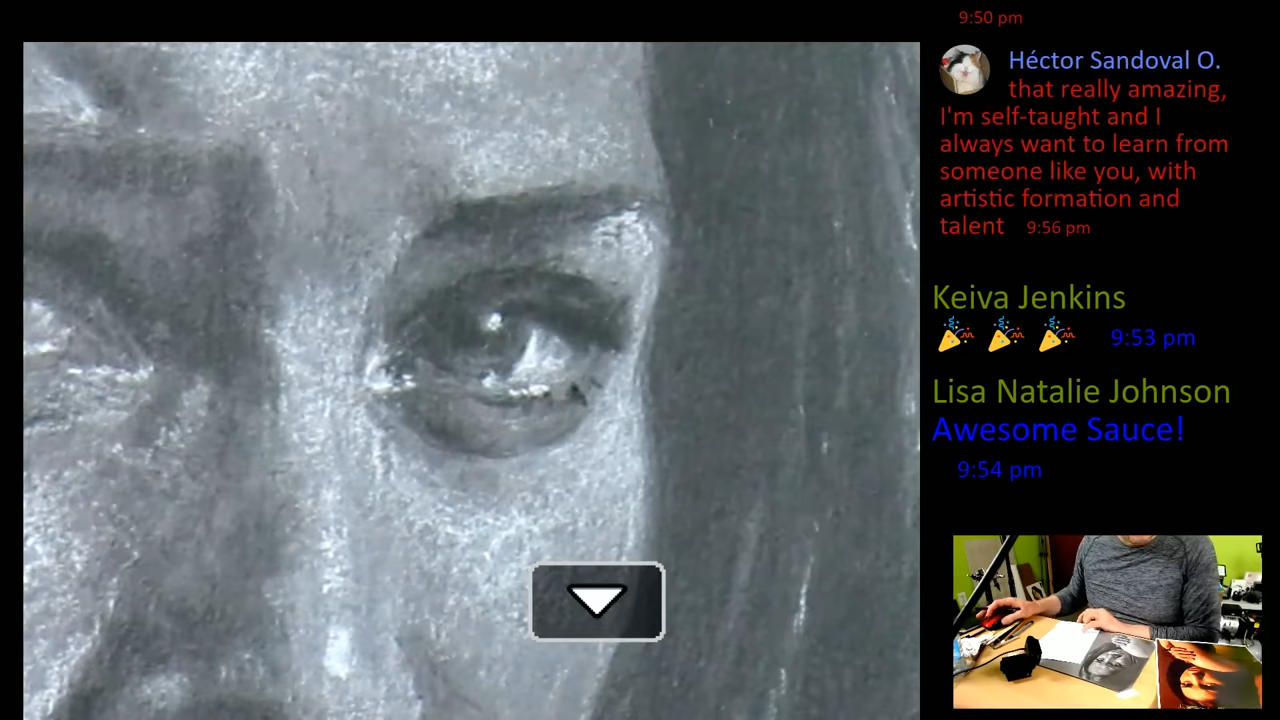 9:50 pm
Héctor Sandoval O.
that really amazing,
I'm self-taught and I
always want to learn from
someone like you, with
artistic formation and
talent 9:56 pm
Keiva Jenkins
🎉 🎉 🎉 9:53 pm
Lisa Natalie Johnson
Awesome Sauce!
9:54 pm